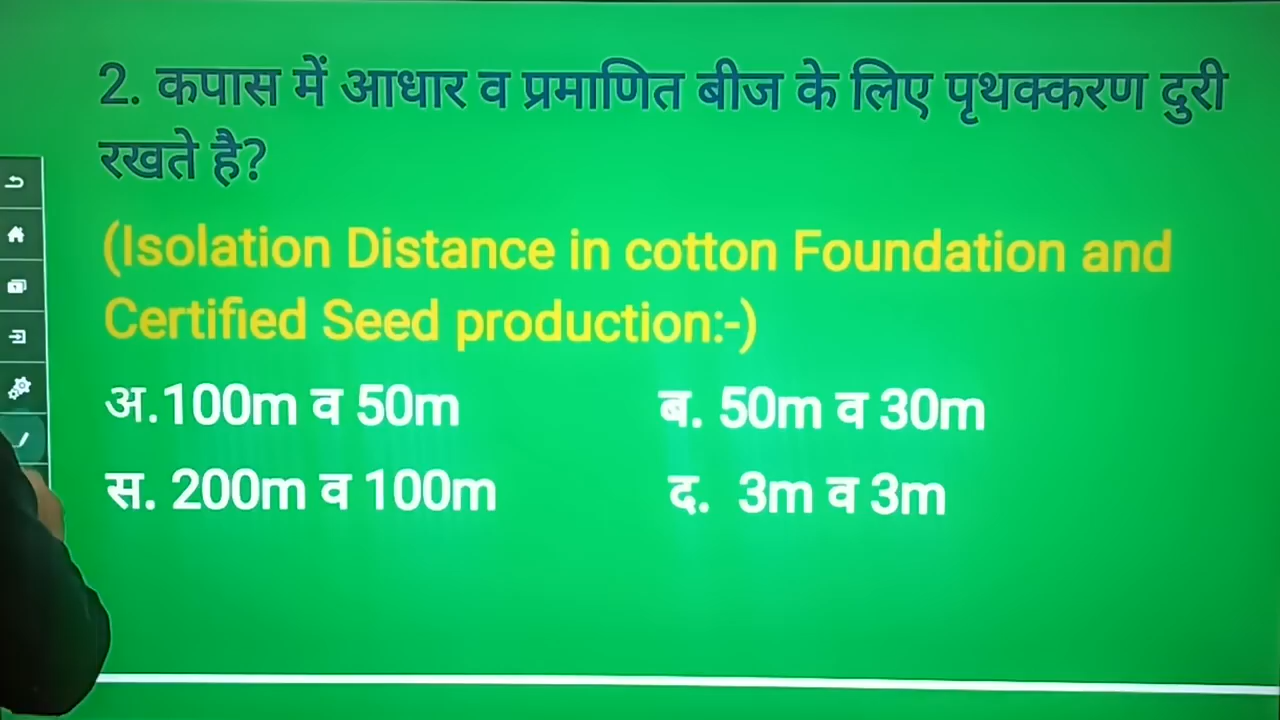 2. कपास में आधार व प्रमाणित बीज के लिए पृथक्करण दुरी
रखते है?
(Isolation Distance in cotton Foundation and
Certified Seed production:-)
अ.100m व 50m ब. 50m व 30m
स. 200m व 100m द. 3m व 3m